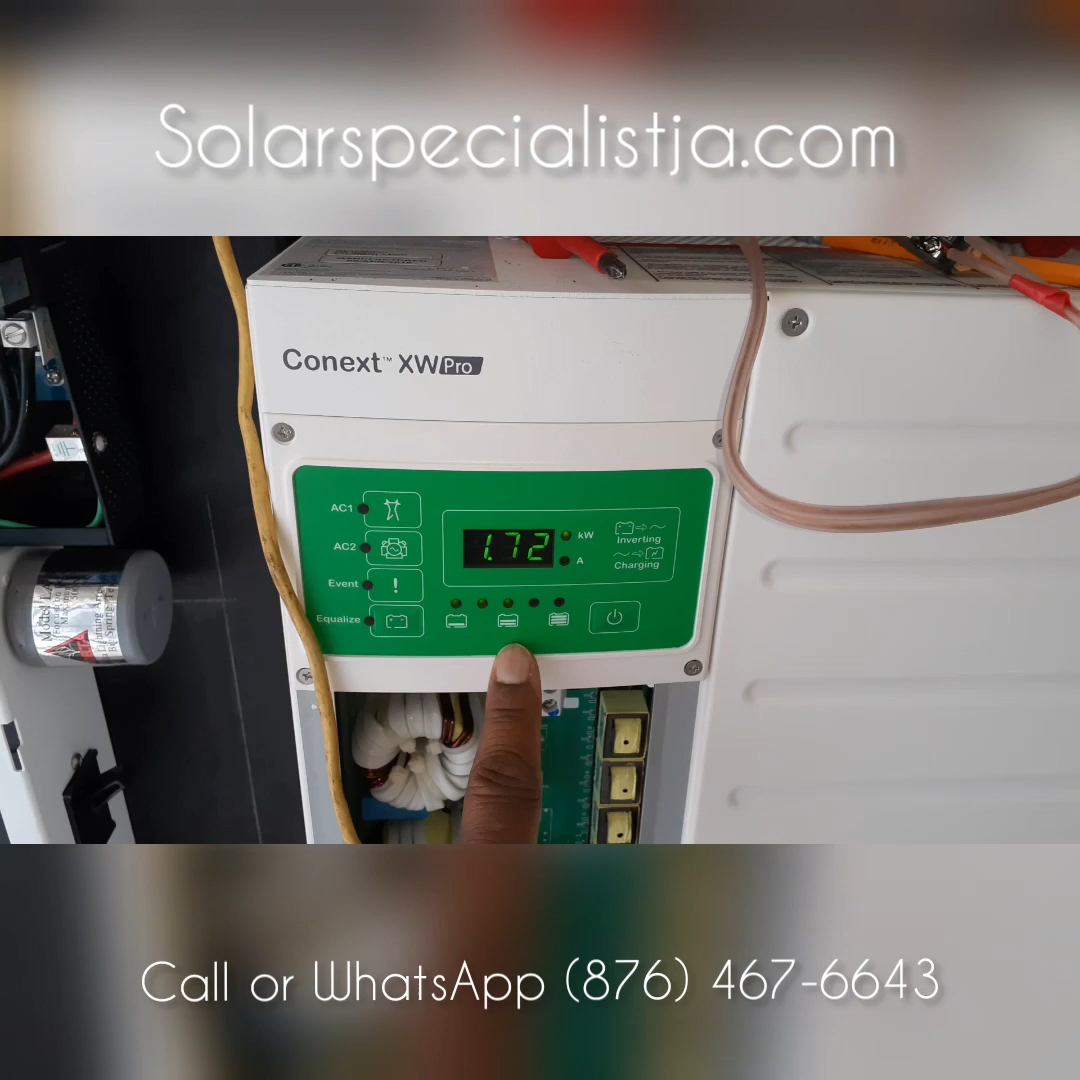 Solarspecialistja.com
Conext™ XW Pro
AC1
AC2
Event
Equalize
1.72
kW
A
Inverting
Charging
Call or WhatsApp (876) 467-6643